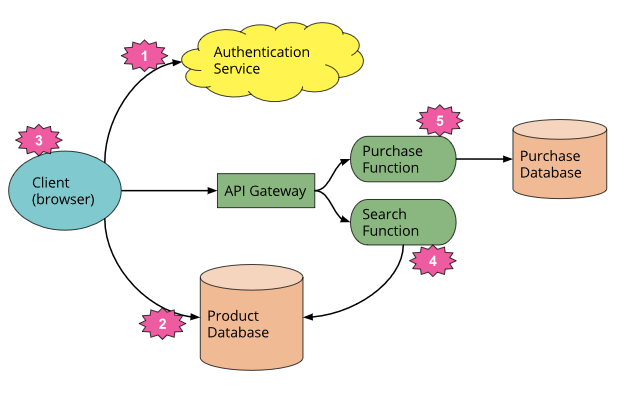 1
Authentication
Service
3
Client
(browser)
API Gateway
5
Purchase
Function
Purchase
Database
Search
Function
4
2
Product
Database